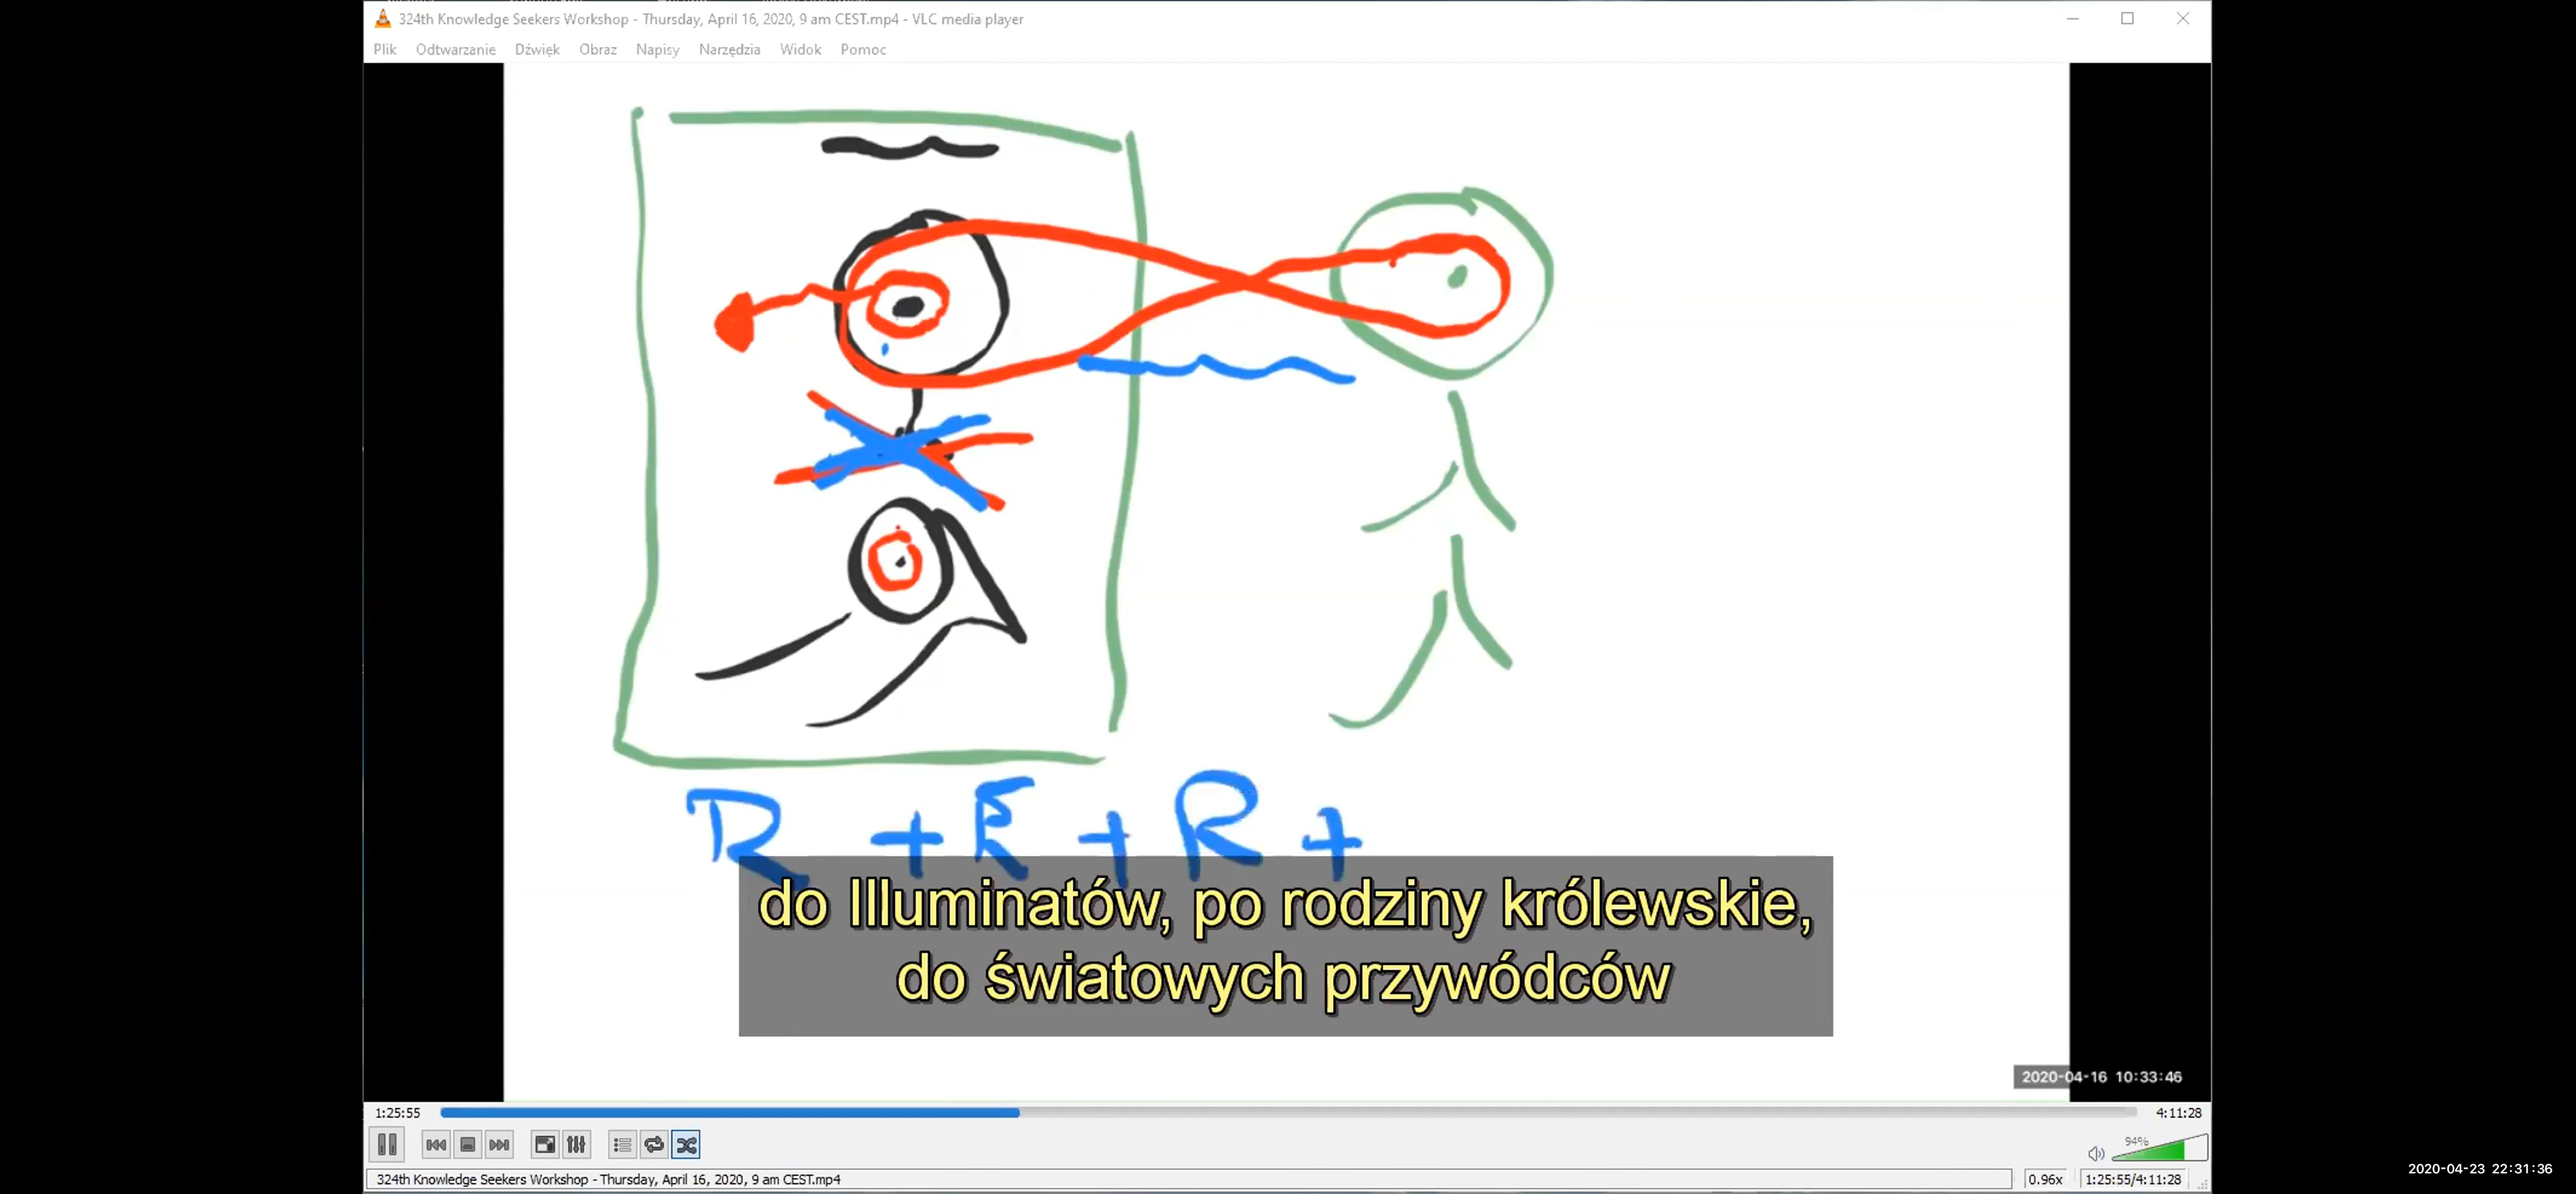 324th Knowledge Seekers Workshop - Thursday, April 16, 2020, 9 am CEST.mp4 - VLC media player
Plik Odtwarzanie Dźwięk Obraz Napisy Narzędzia Widok Pomoc
R + E + R +
do Illuminatów, po rodziny królewskie,
do światowych przywódców
2020-04-16 10:33:46
1:25:55 4:11:28
94%
324th Knowledge Seekers Workshop - Thursday, April 16, 2020, 9 am CEST.mp4 0.96x 1:25:55/4:11:28
2020-04-23 22:31:36